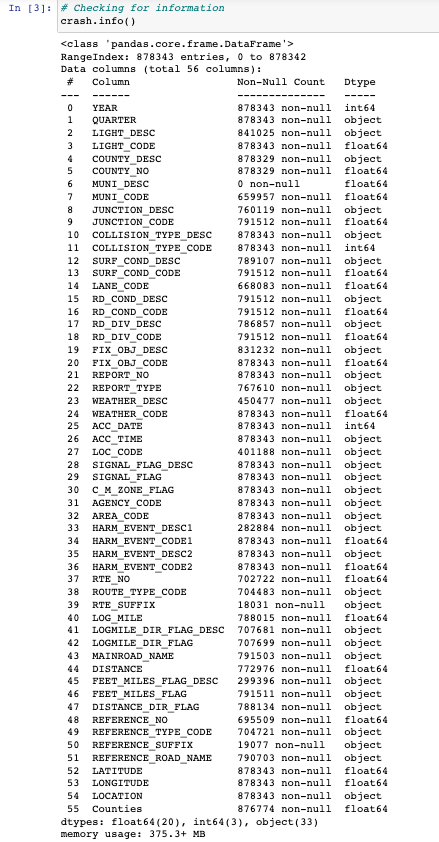 In [3]: # Checking for information
crash.info()
<class 'pandas.core.frame.DataFrame'>
RangeIndex: 878343 entries, 0 to 878342
Data columns (total 56 columns):
 #   Column                  Non-Null Count   Dtype
---  ------                  --------------   -----
 0   YEAR                    878343 non-null  int64
 1   QUARTER                 878343 non-null  object
 2   LIGHT_DESC              841025 non-null  object
 3   LIGHT_CODE              878343 non-null  float64
 4   COUNTY_DESC             878329 non-null  object
 5   COUNTY_NO               878329 non-null  float64
 6   MUNI_DESC               0 non-null       float64
 7   MUNI_CODE               659957 non-null  float64
 8   JUNCTION_DESC           760119 non-null  object
 9   JUNCTION_CODE           791512 non-null  float64
 10  COLLISION_TYPE_DESC     878343 non-null  object
 11  COLLISION_TYPE_CODE     878343 non-null  int64
 12  SURF_COND_DESC          789107 non-null  object
 13  SURF_COND_CODE          791512 non-null  float64
 14  LANE_CODE               668083 non-null  float64
 15  RD_COND_DESC            791512 non-null  object
 16  RD_COND_CODE            791512 non-null  float64
 17  RD_DIV_DESC             786857 non-null  object
 18  RD_DIV_CODE             791512 non-null  float64
 19  FIX_OBJ_DESC            831232 non-null  object
 20  FIX_OBJ_CODE            878343 non-null  float64
 21  REPORT_NO               878343 non-null  object
 22  REPORT_TYPE             767610 non-null  object
 23  WEATHER_DESC            450477 non-null  object
 24  WEATHER_CODE            878343 non-null  float64
 25  ACC_DATE                878343 non-null  int64
 26  ACC_TIME                878343 non-null  object
 27  LOC_CODE                401188 non-null  object
 28  SIGNAL_FLAG_DESC        878343 non-null  object
 29  SIGNAL_FLAG             878343 non-null  object
 30  C_M_ZONE_FLAG           878343 non-null  object
 31  AGENCY_CODE             878343 non-null  object
 32  AREA_CODE               878343 non-null  object
 33  HARM_EVENT_DESC1        282884 non-null  object
 34  HARM_EVENT_CODE1        878343 non-null  float64
 35  HARM_EVENT_DESC2        878343 non-null  object
 36  HARM_EVENT_CODE2        878343 non-null  float64
 37  RTE_NO                  702722 non-null  float64
 38  ROUTE_TYPE_CODE         704483 non-null  object
 39  RTE_SUFFIX              18031 non-null   object
 40  LOG_MILE                788015 non-null  float64
 41  LOGMILE_DIR_FLAG_DESC   707681 non-null  object
 42  LOGMILE_DIR_FLAG        707699 non-null  object
 43  MAINROAD_NAME           791503 non-null  object
 44  DISTANCE                772976 non-null  float64
 45  FEET_MILES_FLAG_DESC    299396 non-null  object
 46  FEET_MILES_FLAG         791511 non-null  object
 47  DISTANCE_DIR_FLAG       788134 non-null  object
 48  REFERENCE_NO            695509 non-null  float64
 49  REFERENCE_TYPE_CODE     704721 non-null  object
 50  REFERENCE_SUFFIX        19077 non-null   object
 51  REFERENCE_ROAD_NAME     790703 non-null  object
 52  LATITUDE                878343 non-null  float64
 53  LONGITUDE               878343 non-null  float64
 54  LOCATION                878343 non-null  object
 55  Counties                876774 non-null  float64
dtypes: float64(20), int64(3), object(33)
memory usage: 375.3+ MB